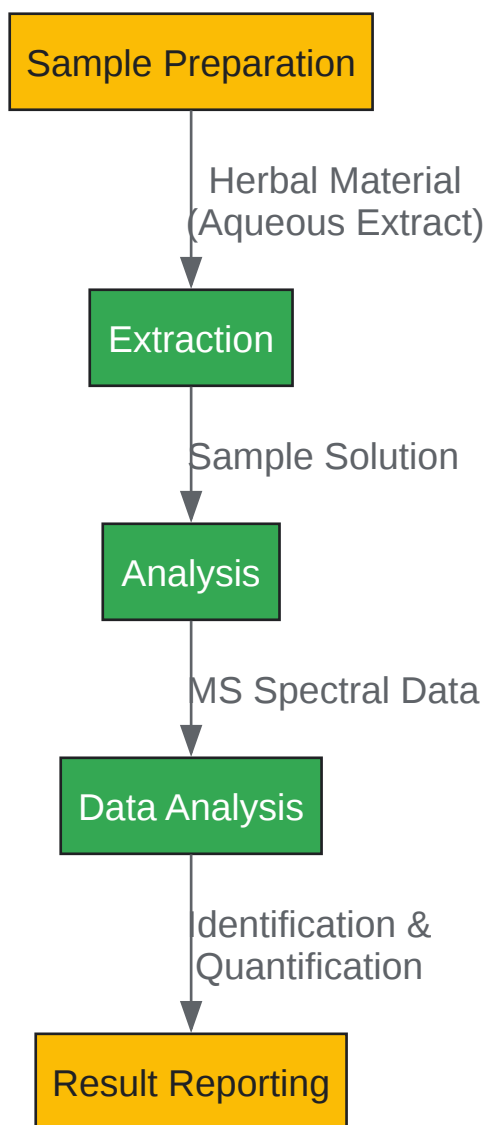 Sample Preparation
Herbal Material
(Aqueous Extract)
Extraction
Sample Solution
Analysis
MS Spectral Data
Data Analysis
Identification &
Quantification
Result Reporting